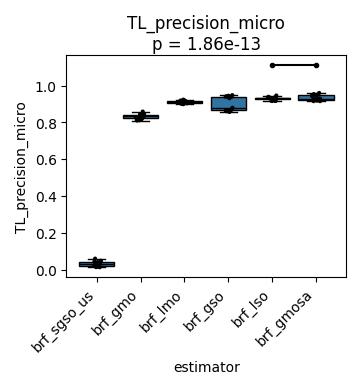 TL_precision_micro
p = 1.86e-13
TL_precision_micro
1.0
0.8
0.6
0.4
0.2
0.0
brf_sgso_us
brf_gmo
brf_lmo
brf_gso
brf_lso
brf_gmosa
estimator